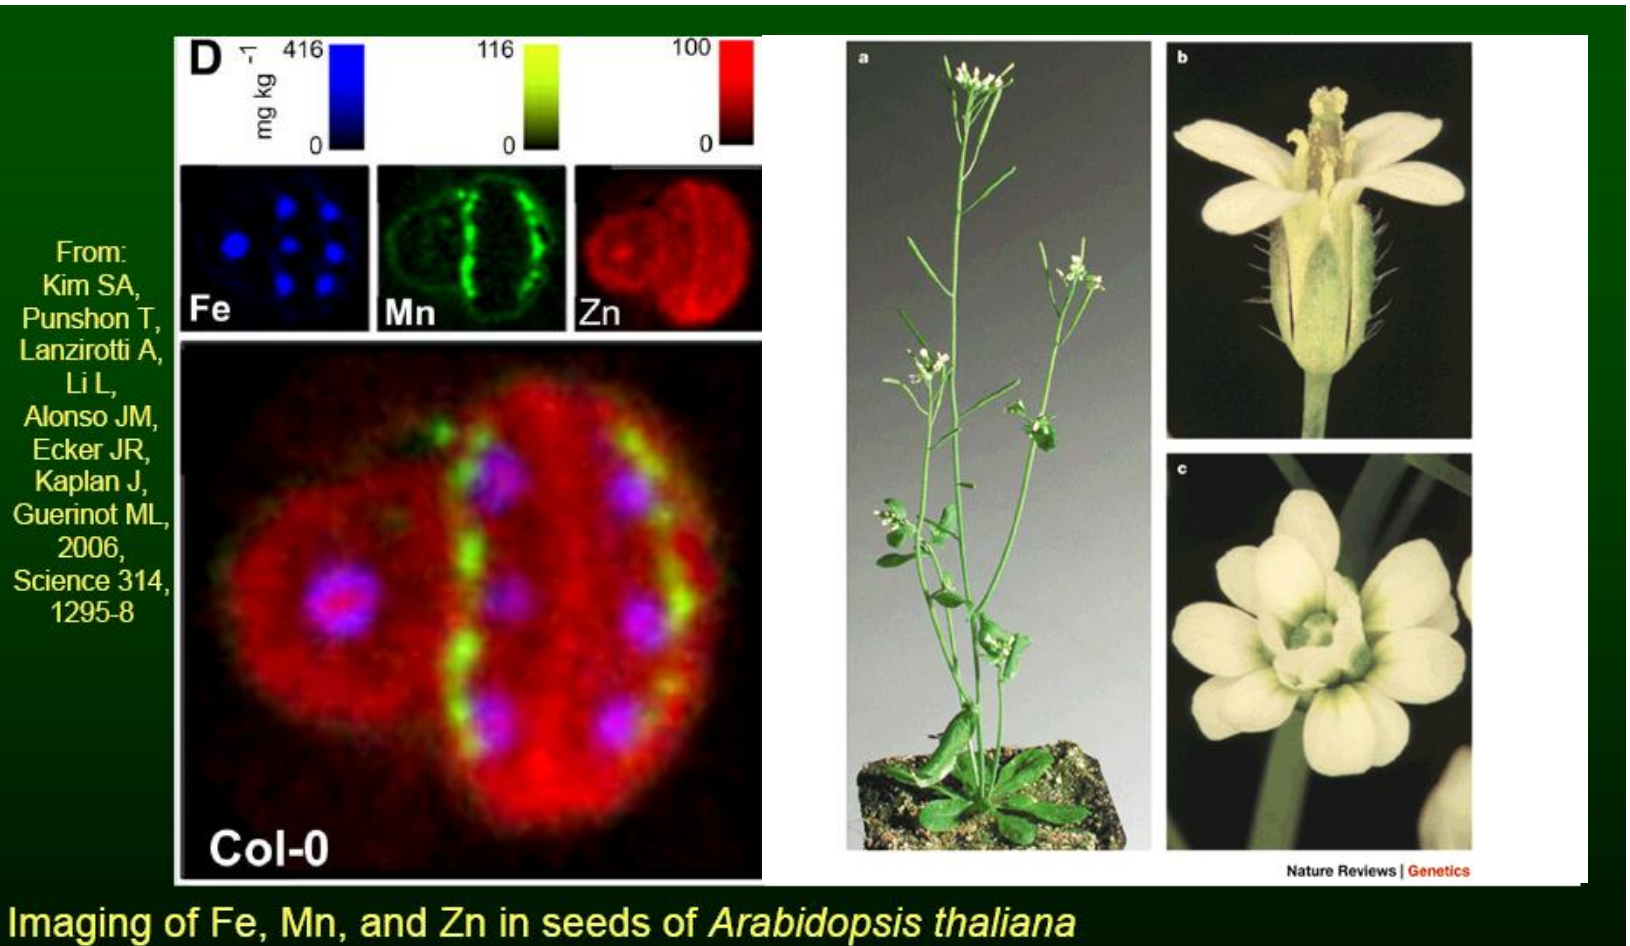 From:
Kim SA,
Punshon T,
Lanzirotti A,
Li L,
Alonso JM,
Ecker JR,
Kaplan J,
Guerinot ML,
2006,
Science 314,
1295-8
D
mg kg -1
416
0
116
0
100
0
Fe
Mn
Zn
Col-0
a
b
c
Nature Reviews | Genetics
Imaging of Fe, Mn, and Zn in seeds of Arabidopsis thaliana